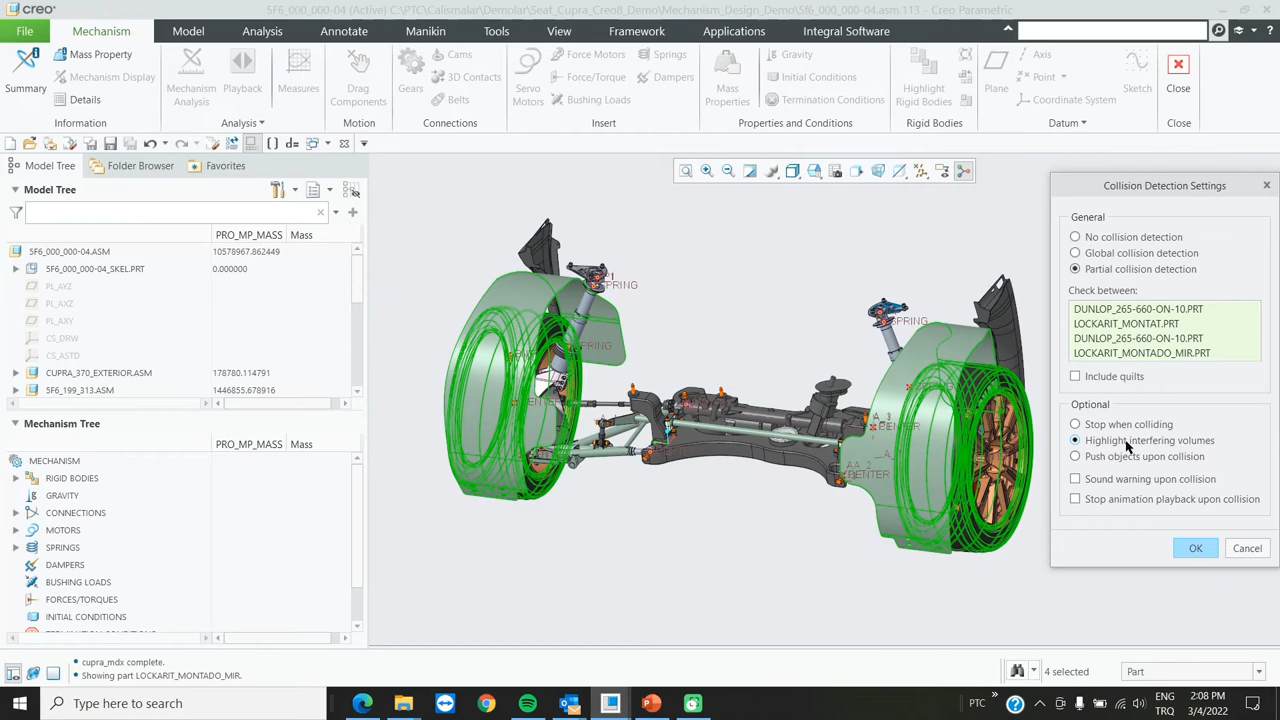 creo
5F6_000_000-04 (Active) C:\PTC\Calismalar\Demolar\Seat_Cupra_Creo8_Demo\Mechanism_Design_Demo\5f6_000_000-04.asm.113 - Creo Parametric
File Mechanism Model Analysis Annotate Manikin Tools View Framework Applications Integral Software
Summary
Mass Property
Mechanism Display
Details
Information
Mechanism Analysis
Playback
Measures
Analysis
Drag Components
Motion
Gears
Cams
3D Contacts
Belts
Connections
Servo Motors
Force Motors
Force/Torque
Bushing Loads
Springs
Dampers
Insert
Mass Properties
Gravity
Initial Conditions
Termination Conditions
Properties and Conditions
Highlight Rigid Bodies
Rigid Bodies
Plane
Axis
Point
Coordinate System
Sketch
Datum
Close
Close
Model Tree Folder Browser Favorites
Model Tree
PRO_MP_MASS Mass
5F6_000_000-04.ASM 10578967.862449
5F6_000_000-04_SKEL.PRT 0.000000
PL_AYZ
PL_AXZ
PL_AXY
CS_DRW
CS_ASTD
CUPRA_370_EXTERIOR.ASM 178780.114791
5F_199_313.ASM 1446855.678916
Mechanism Tree
PRO_MP_MASS Mass
MECHANISM
RIGID BODIES
GRAVITY
CONNECTIONS
MOTORS
SPRINGS
DAMPERS
BUSHING LOADS
FORCES/TORQUES
INITIAL CONDITIONS
TERMINATION CONDITIONS
SPRING
SPRING
AA_2
Collision Detection Settings
General
No collision detection
Global collision detection
Partial collision detection
Check between:
DUNLOP_265-660-ON-10.PRT
LOCKARIT_MONTAT.PRT
DUNLOP_265-660-ON-10.PRT
LOCKARIT_MONTADO_MIR.PRT
Include quilts
Optional
Stop when colliding
Highlight interfering volumes
Push objects upon collision
Sound warning upon collision
Stop animation playback upon collision
OK Cancel
• cupra_mdx complete.
• Showing part LOCKARIT_MONTADO_MIR.
4 selected
Part
Type here to search
PTC
ENG
TRQ
2:08 PM
3/4/2022